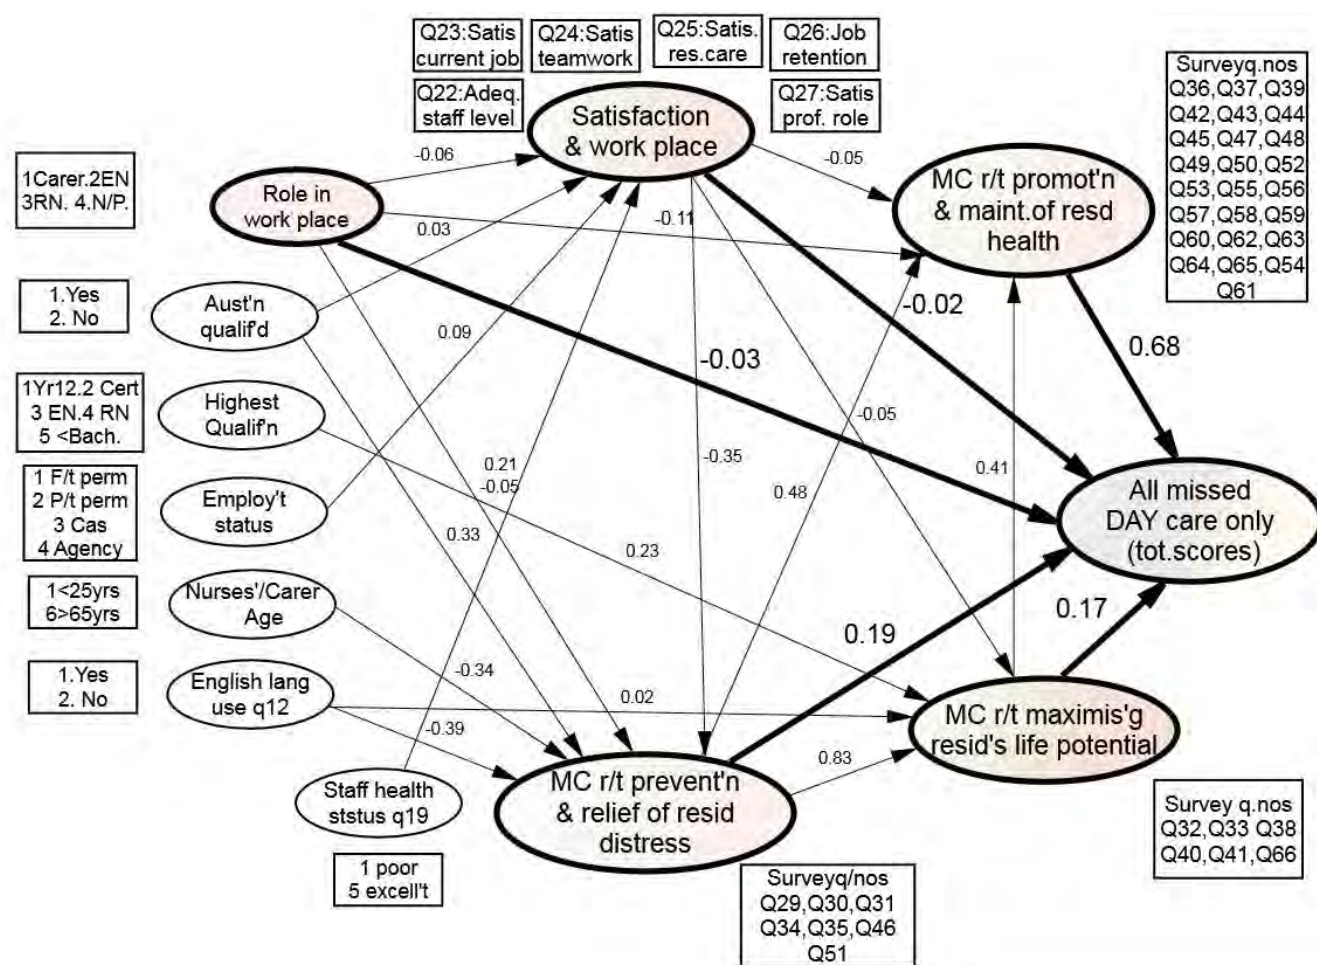 Q23:Satis
current job
Q24:Satis
teamwork
Q25:Satis.
res.care
Q26:Job
retention
Q22:Adeq.
staff level
Satisfaction
& work place
Q27:Satis
prof. role
Surveyq.nos
Q36,Q37,Q39
Q42,Q43,Q44
Q45,Q47,Q48
Q49,Q50,Q52
Q53,Q55,Q56
Q57,Q58,Q59
Q60,Q62,Q63
Q64,Q65,Q54
Q61
1Carer.2EN
3RN. 4.N/P.
Role in
work place
-0.06
-0.05
MC r/t promot'n
& maint.of resd
health
0.03
-0.11
1.Yes
2. No
Aust'n
qualif'd
0.09
-0.03
-0.02
0.68
1Yr12.2 Cert
3 EN.4 RN
5 <Bach.
Highest
Qualif'n
-0.05
0.21
-0.05
-0.35
0.41
1 F/t perm
2 P/t perm
3 Cas
4 Agency
Employ't
status
0.33
0.48
0.23
All missed
DAY care only
(tot.scores)
1<25yrs
6>65yrs
Nurses'/Carer
Age
0.19
0.17
-0.34
1.Yes
2. No
English lang
use q12
0.02
-0.39
MC r/t maximis'g
resid's life potential
0.83
Staff health
ststus q19
MC r/t prevent'n
& relief of resid
distress
1 poor
5 excell't
Surveyq/nos
Q29,Q30,Q31
Q34,Q35,Q46
Q51
Survey q.nos
Q32,Q33 Q38
Q40,Q41,Q66